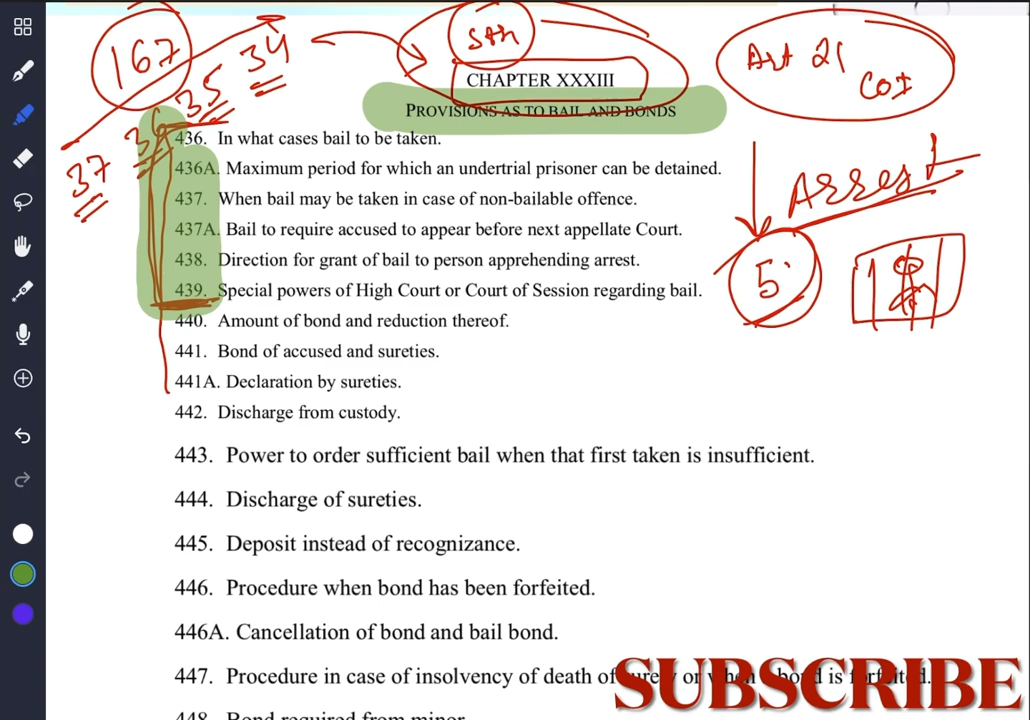 167
34
35
36
37
5th
Art 21
COI
CHAPTER XXXIII
PROVISIONS AS TO BAIL AND BONDS
436. In what cases bail to be taken.
436A. Maximum period for which an undertrial prisoner can be detained.
437. When bail may be taken in case of non-bailable offence.
437A. Bail to require accused to appear before next appellate Court.
438. Direction for grant of bail to person apprehending arrest.
439. Special powers of High Court or Court of Session regarding bail.
Arrest
5
440. Amount of bond and reduction thereof.
441. Bond of accused and sureties.
441A. Declaration by sureties.
442. Discharge from custody.
443. Power to order sufficient bail when that first taken is insufficient.
444. Discharge of sureties.
445. Deposit instead of recognizance.
446. Procedure when bond has been forfeited.
446A. Cancellation of bond and bail bond.
447. Procedure in case of insolvency of death of
SUBSCRIBE
448. Bond required from minor.